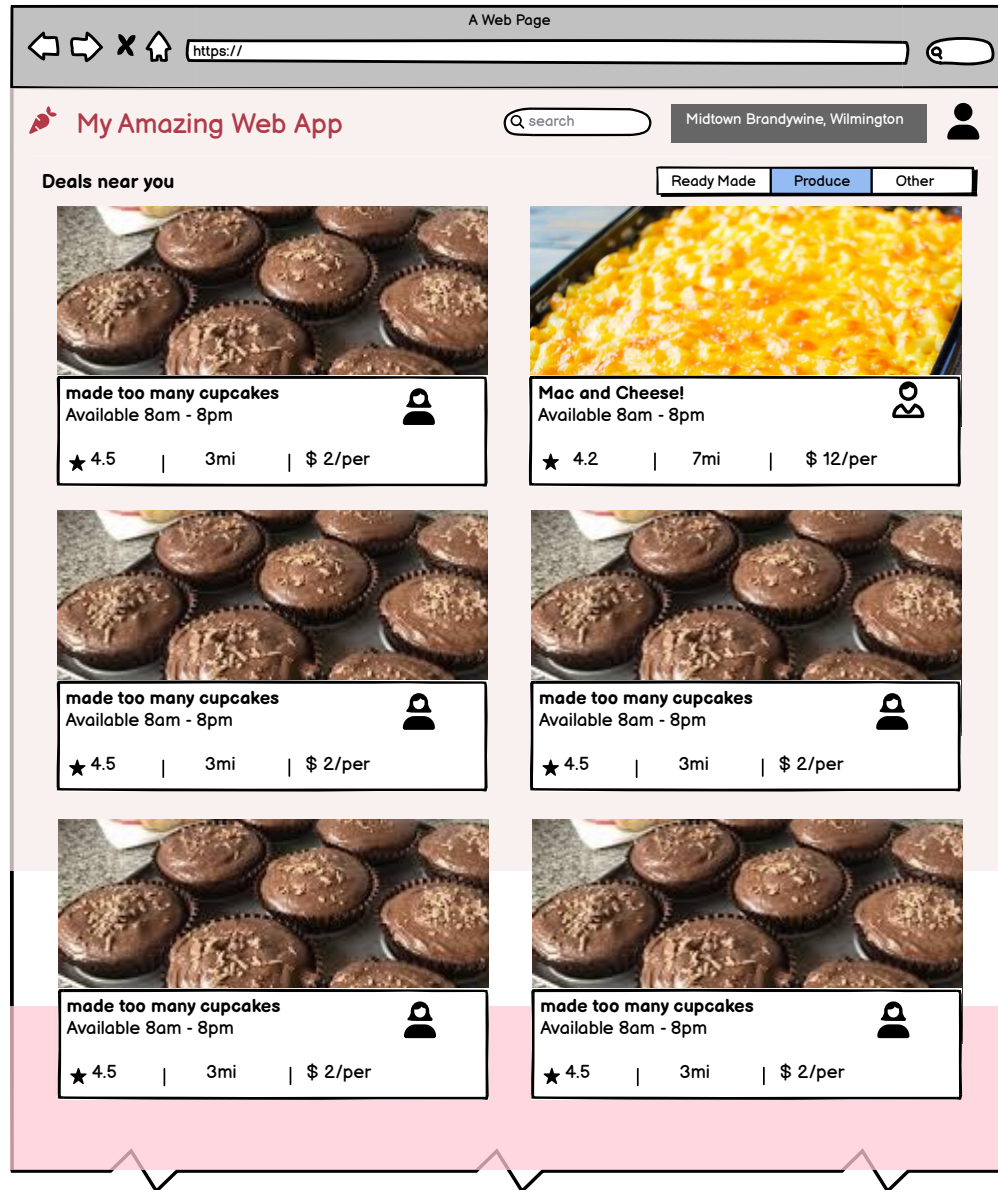 A Web Page
https://
My Amazing Web App
search
Midtown Brandywine, Wilmington
Deals near you
Ready Made
Produce
Other
made too many cupcakes
Available 8am - 8pm
4.5 | 3mi | $ 2/per
Mac and Cheese!
Available 8am - 8pm
4.2 | 7mi | $ 12/per
made too many cupcakes
Available 8am - 8pm
4.5 | 3mi | $ 2/per
made too many cupcakes
Available 8am - 8pm
4.5 | 3mi | $ 2/per
made too many cupcakes
Available 8am - 8pm
4.5 | 3mi | $ 2/per
made too many cupcakes
Available 8am - 8pm
4.5 | 3mi | $ 2/per